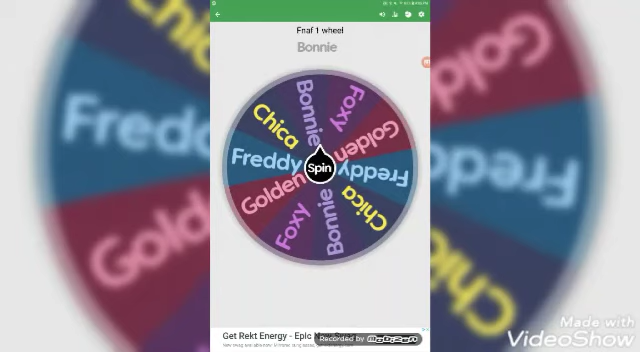 Fnaf 1 wheel
Bonnie
Bonnie
Foxy
Golden
Freddy
Chica
Bonnie
Foxy
Golden
Freddy
Chica
Spin
Get Rekt Energy - Epic
Recorded by Mobizen
Made with
VideoShow